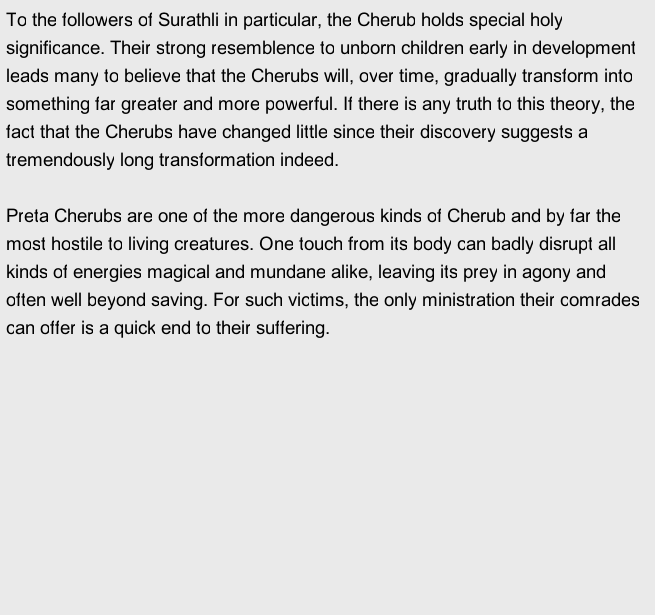 To the followers of Surathli in particular, the Cherub holds special holy
significance. Their strong resemblence to unborn children early in development
leads many to believe that the Cherubs will, over time, gradually transform into
something far greater and more powerful. If there is any truth to this theory, the
fact that the Cherubs have changed little since their discovery suggests a
tremendously long transformation indeed.

Preta Cherubs are one of the more dangerous kinds of Cherub and by far the
most hostile to living creatures. One touch from its body can badly disrupt all
kinds of energies magical and mundane alike, leaving its prey in agony and
often well beyond saving. For such victims, the only ministration their comrades
can offer is a quick end to their suffering.